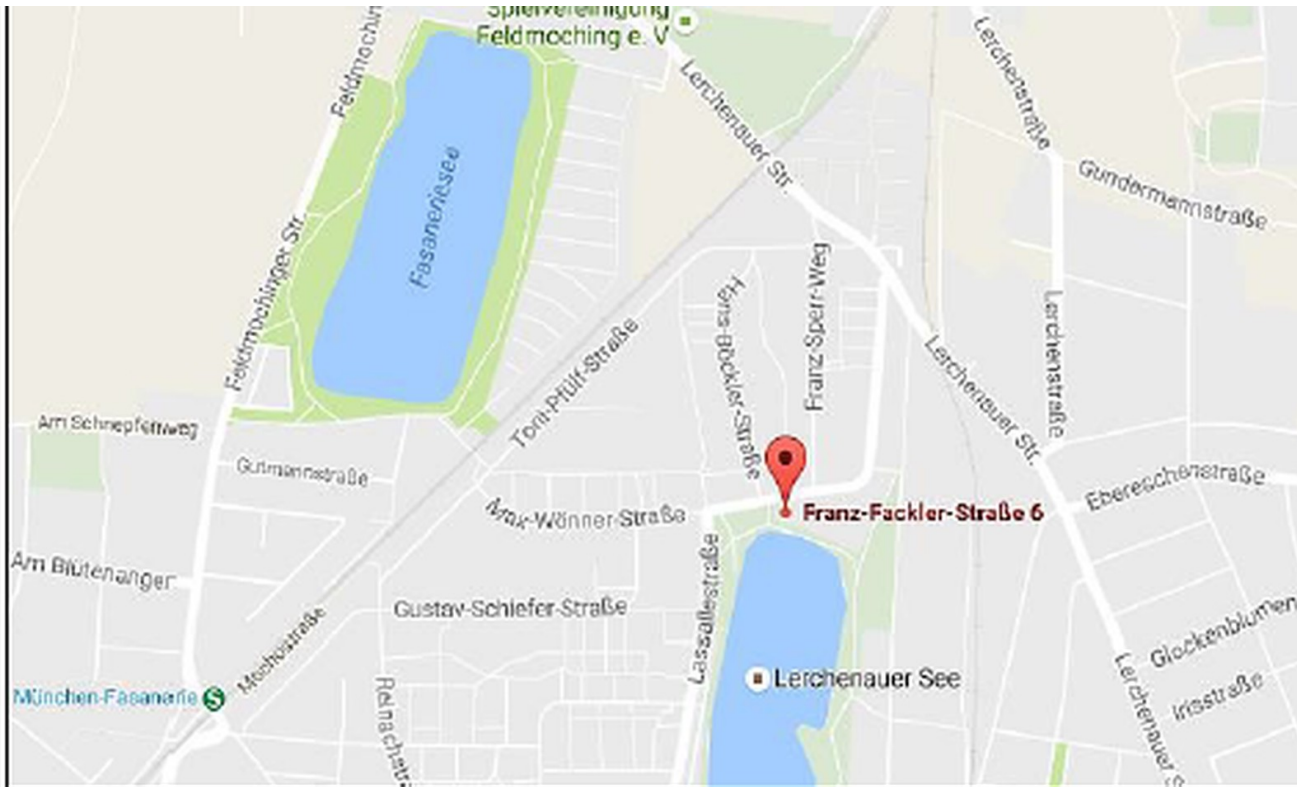 Spielvereinigung
Feldmoching e. V
Feldmoching
Lerchenauer Str.
Lerchenstraße
Gundermannstraße
Fasaneriesee
Feldmochinger Str.
Franz-Sperr-Weg
Hans-Böckler-Straße
Toni-Pfülf-Straße
Lerchenauer Str.
Lerchenstraße
Am Schnepfenweg
Gutmannstraße
Max-Wönner-Straße
Franz-Fackler-Straße 6
Ebereschenstraße
Am Blütenanger
Gustav-Schiefer-Straße
Lassallestraße
Glockenblumen
Lerchenauer See
Irisstraße
München-Fasanerie
S
Reinachstra
Lerchenauer S